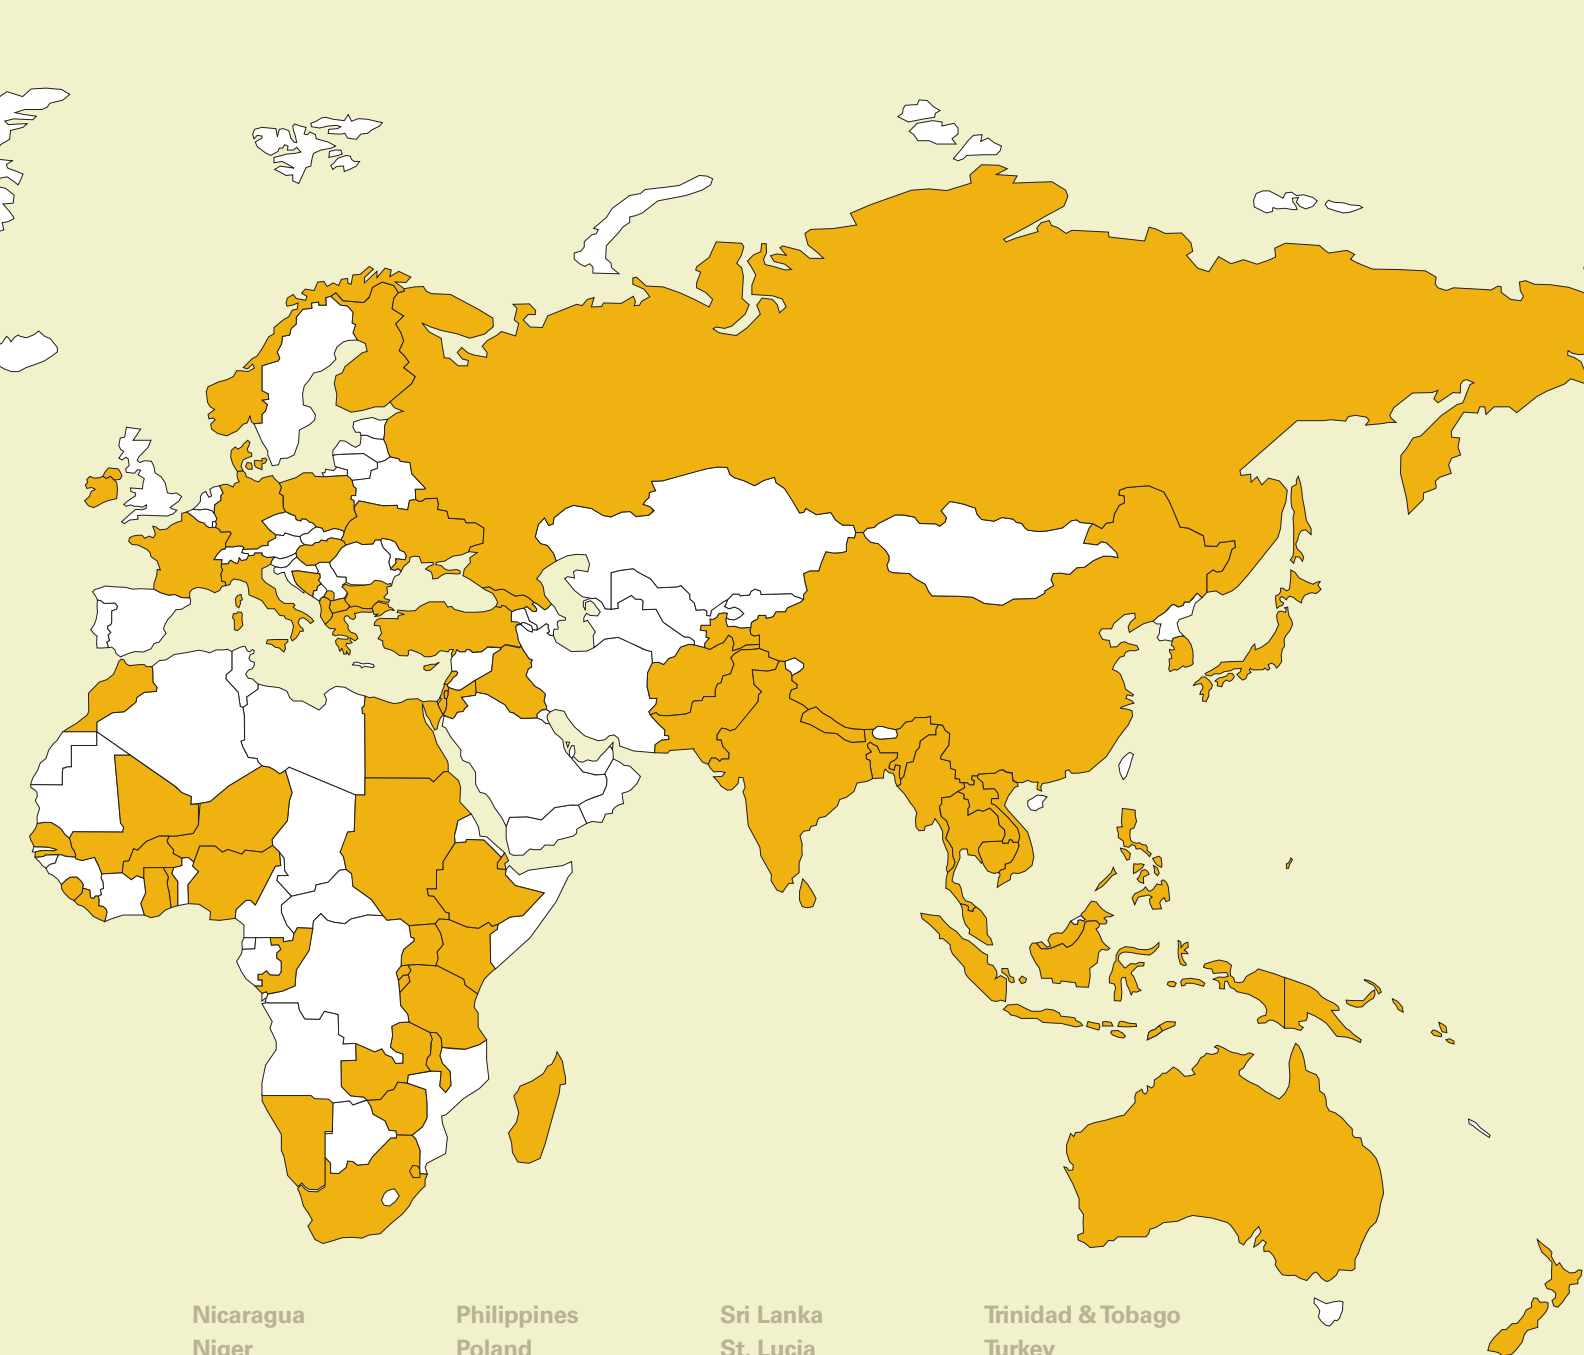 Nicaragua Philippines Sri Lanka Trinidad & Tobago
Niger Poland St. Lucia Turkey